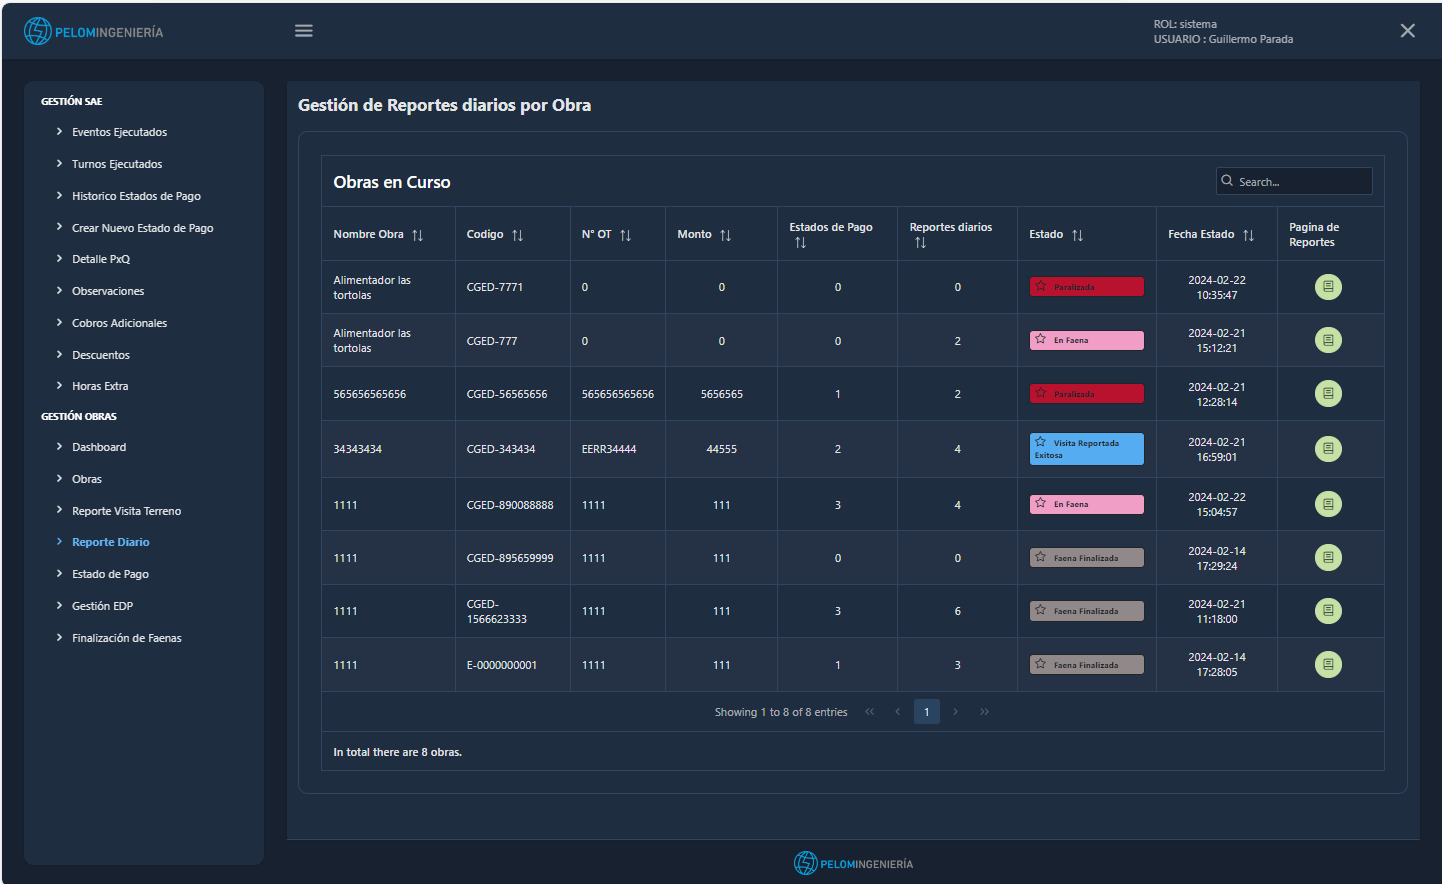 PELOMINGENIERÍA
ROL: sistema
USUARIO : Guillermo Parada
GESTIÓN SAE
Eventos Ejecutados
Turnos Ejecutados
Historico Estados de Pago
Crear Nuevo Estado de Pago
Detalle PxQ
Observaciones
Cobros Adicionales
Descuentos
Horas Extra
GESTIÓN OBRAS
Dashboard
Obras
Reporte Visita Terreno
Reporte Diario
Estado de Pago
Gestión EDP
Finalización de Faenas
Gestión de Reportes diarios por Obra
Obras en Curso
Search...
Nombre Obra Codigo N° OT Monto Estados de Pago Reportes diarios Estado Fecha Estado Pagina de
Reportes
Alimentador las
tortolas
CGED-7771 0 0 0 0 Paralizada 2024-02-22
10:35:47
Alimentador las
tortolas
CGED-777 0 0 0 2 En Faena 2024-02-21
15:12:21
565656565656 CGED-56565656 565656565656 5656565 1 2 Paralizada 2024-02-21
12:28:14
34343434 CGED-343434 EERR34444 44555 2 4 Visita Reportada
Exitosa
2024-02-21
16:59:01
1111 CGED-890088888 1111 111 3 4 En Faena 2024-02-22
15:04:57
1111 CGED-895659999 1111 111 0 0 Faena Finalizada 2024-02-14
17:29:24
1111 CGED-
1566623333
1111 111 3 6 Faena Finalizada 2024-02-21
11:18:00
1111 E-0000000001 1111 111 1 3 Faena Finalizada 2024-02-14
17:28:05
Showing 1 to 8 of 8 entries « ‹ 1 › »
In total there are 8 obras.
PELOMINGENIERÍA